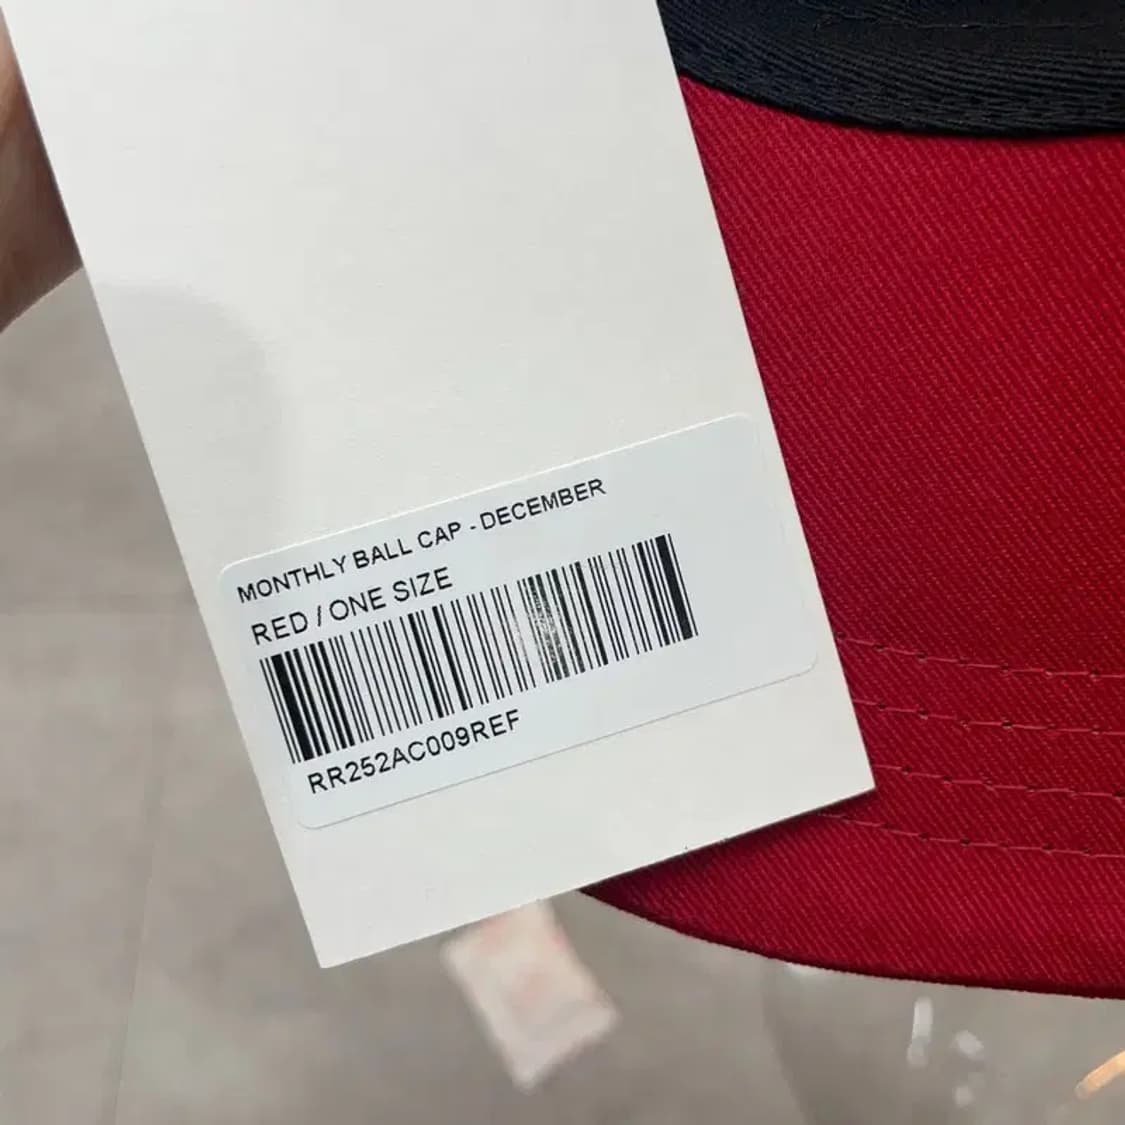 MONTHLY BALL CAP - DECEMBER
RED / ONE SIZE
RR252AC009REF